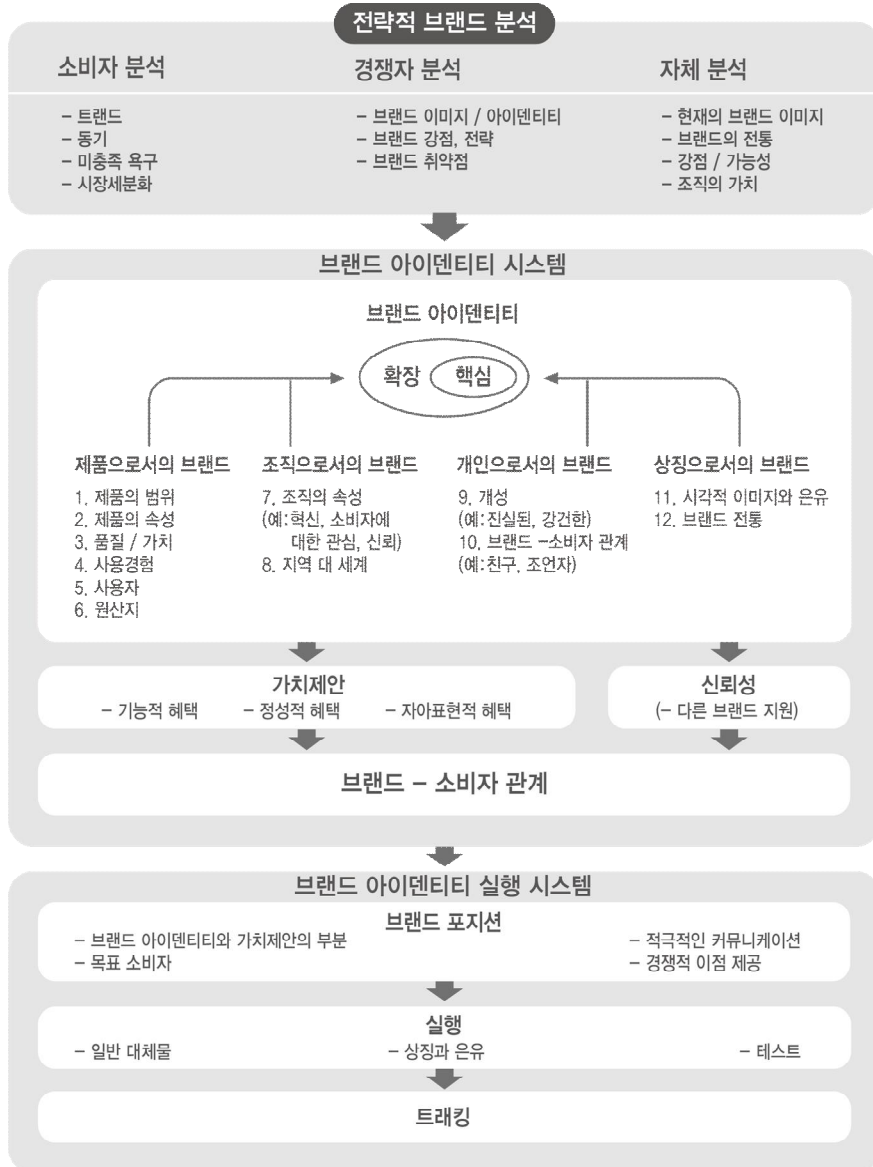 전략적 브랜드 분석
소비자 분석
- 트랜드
- 동기
- 미충족 욕구
- 시장세분화
경쟁자 분석
- 브랜드 이미지 / 아이덴티티
- 브랜드 강점, 전략
- 브랜드 취약점
자체 분석
- 현재의 브랜드 이미지
- 브랜드의 전통
- 강점 / 가능성
- 조직의 가치
브랜드 아이덴티티 시스템
브랜드 아이덴티티
확장
핵심
제품으로서의 브랜드
1. 제품의 범위
2. 제품의 속성
3. 품질 / 가치
4. 사용경험
5. 사용자
6. 원산지
조직으로서의 브랜드
7. 조직의 속성
(예:혁신, 소비자에
대한 관심, 신뢰)
8. 지역 대 세계
개인으로서의 브랜드
9. 개성
(예:진실된, 강건한)
10. 브랜드 -소비자 관계
(예:친구, 조언자)
상징으로서의 브랜드
11. 시각적 이미지와 은유
12. 브랜드 전통
가치제안
- 기능적 혜택 - 정성적 혜택 - 자아표현적 혜택
신뢰성
(- 다른 브랜드 지원)
브랜드 - 소비자 관계
브랜드 아이덴티티 실행 시스템
브랜드 포지션
- 브랜드 아이덴티티와 가치제안의 부분
- 목표 소비자
- 적극적인 커뮤니케이션
- 경쟁적 이점 제공
실행
- 일반 대체물 - 상징과 은유 - 테스트
트래킹